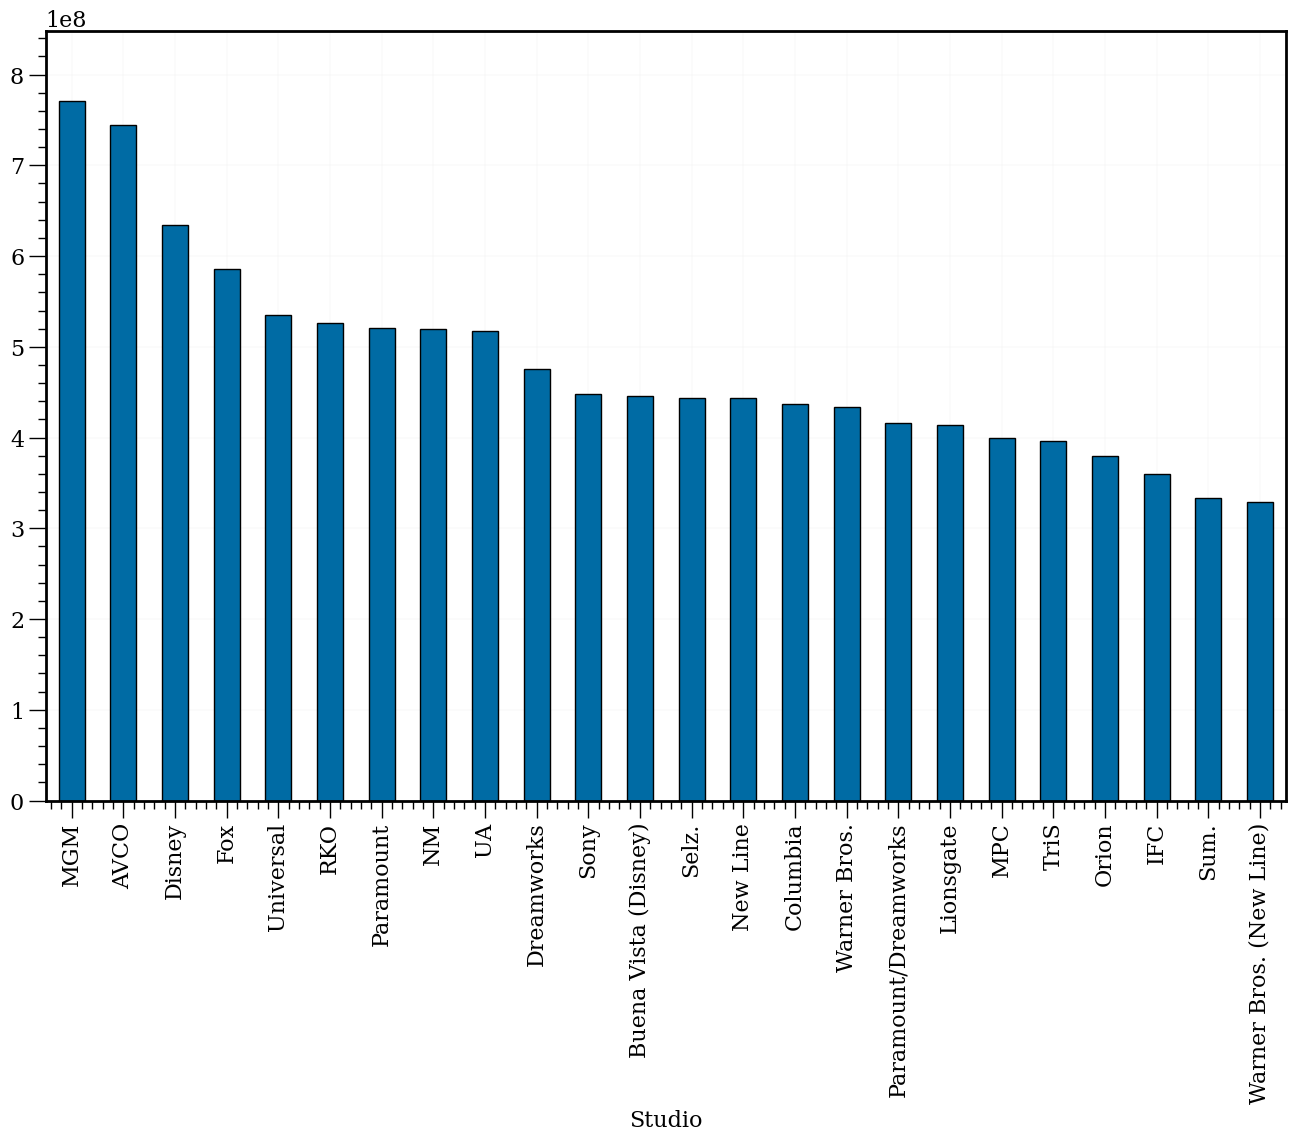 1e8
8
7
6
5
4
3
2
1
0
MGM
AVCO
Disney
Fox
Universal
RKO
Paramount
NM
UA
Dreamworks
Sony
Buena Vista (Disney)
Selz.
New Line
Columbia
Warner Bros.
Paramount/Dreamworks
Lionsgate
MPC
TriS
Orion
IFC
Sum.
Warner Bros. (New Line)
Studio